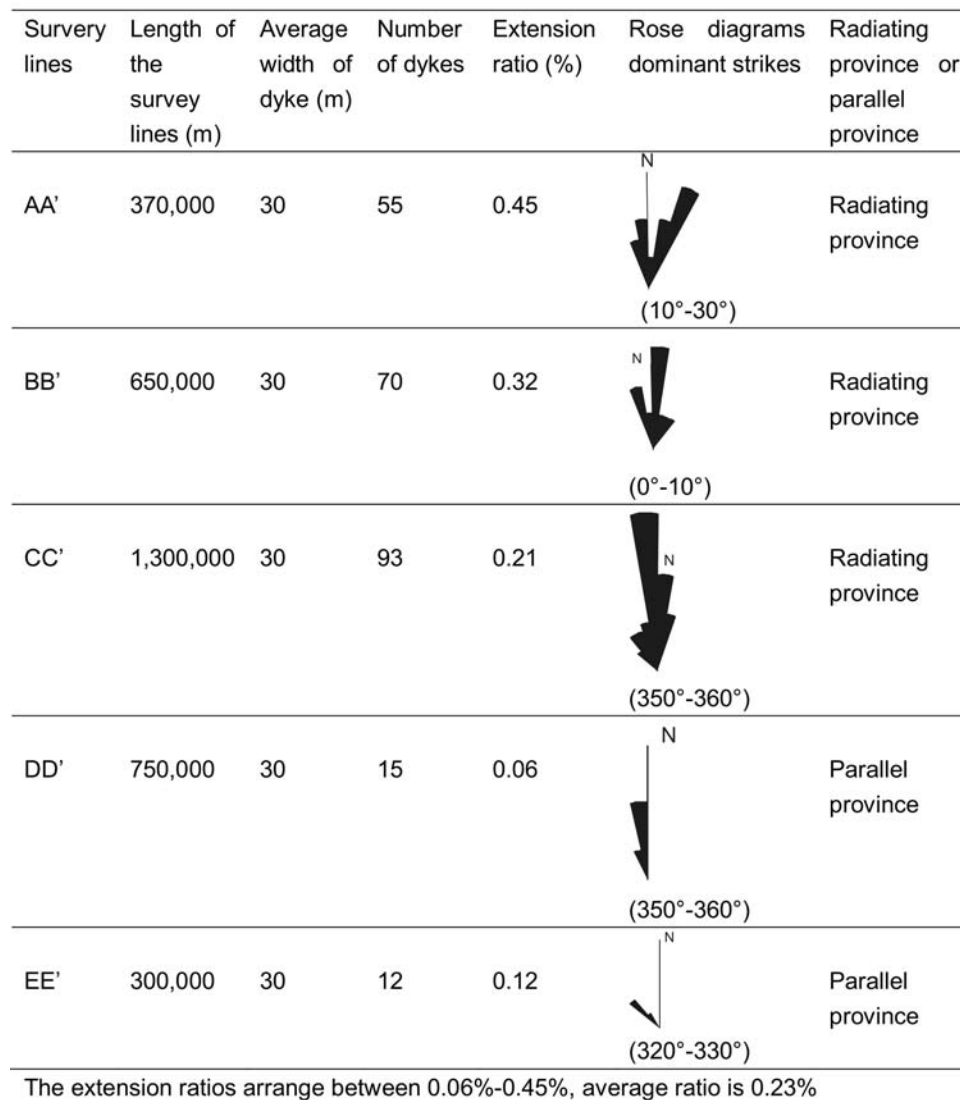 Survery Length of Average Number Extension Rose diagrams Radiating
lines the width of of dykes ratio (%) dominant strikes province or
survey dyke (m) parallel
lines (m) province
N
AA’ 370,000 30 55 0.45 Radiating
province
(10°-30°)
N
BB’ 650,000 30 70 0.32 Radiating
province
(0°-10°)
CC’ 1,300,000 30 93 0.21 N Radiating
province
(350°-360°)
N
DD’ 750,000 30 15 0.06 Parallel
province
(350°-360°)
N
EE’ 300,000 30 12 0.12 Parallel
province
(320°-330°)
The extension ratios arrange between 0.06%-0.45%, average ratio is 0.23%